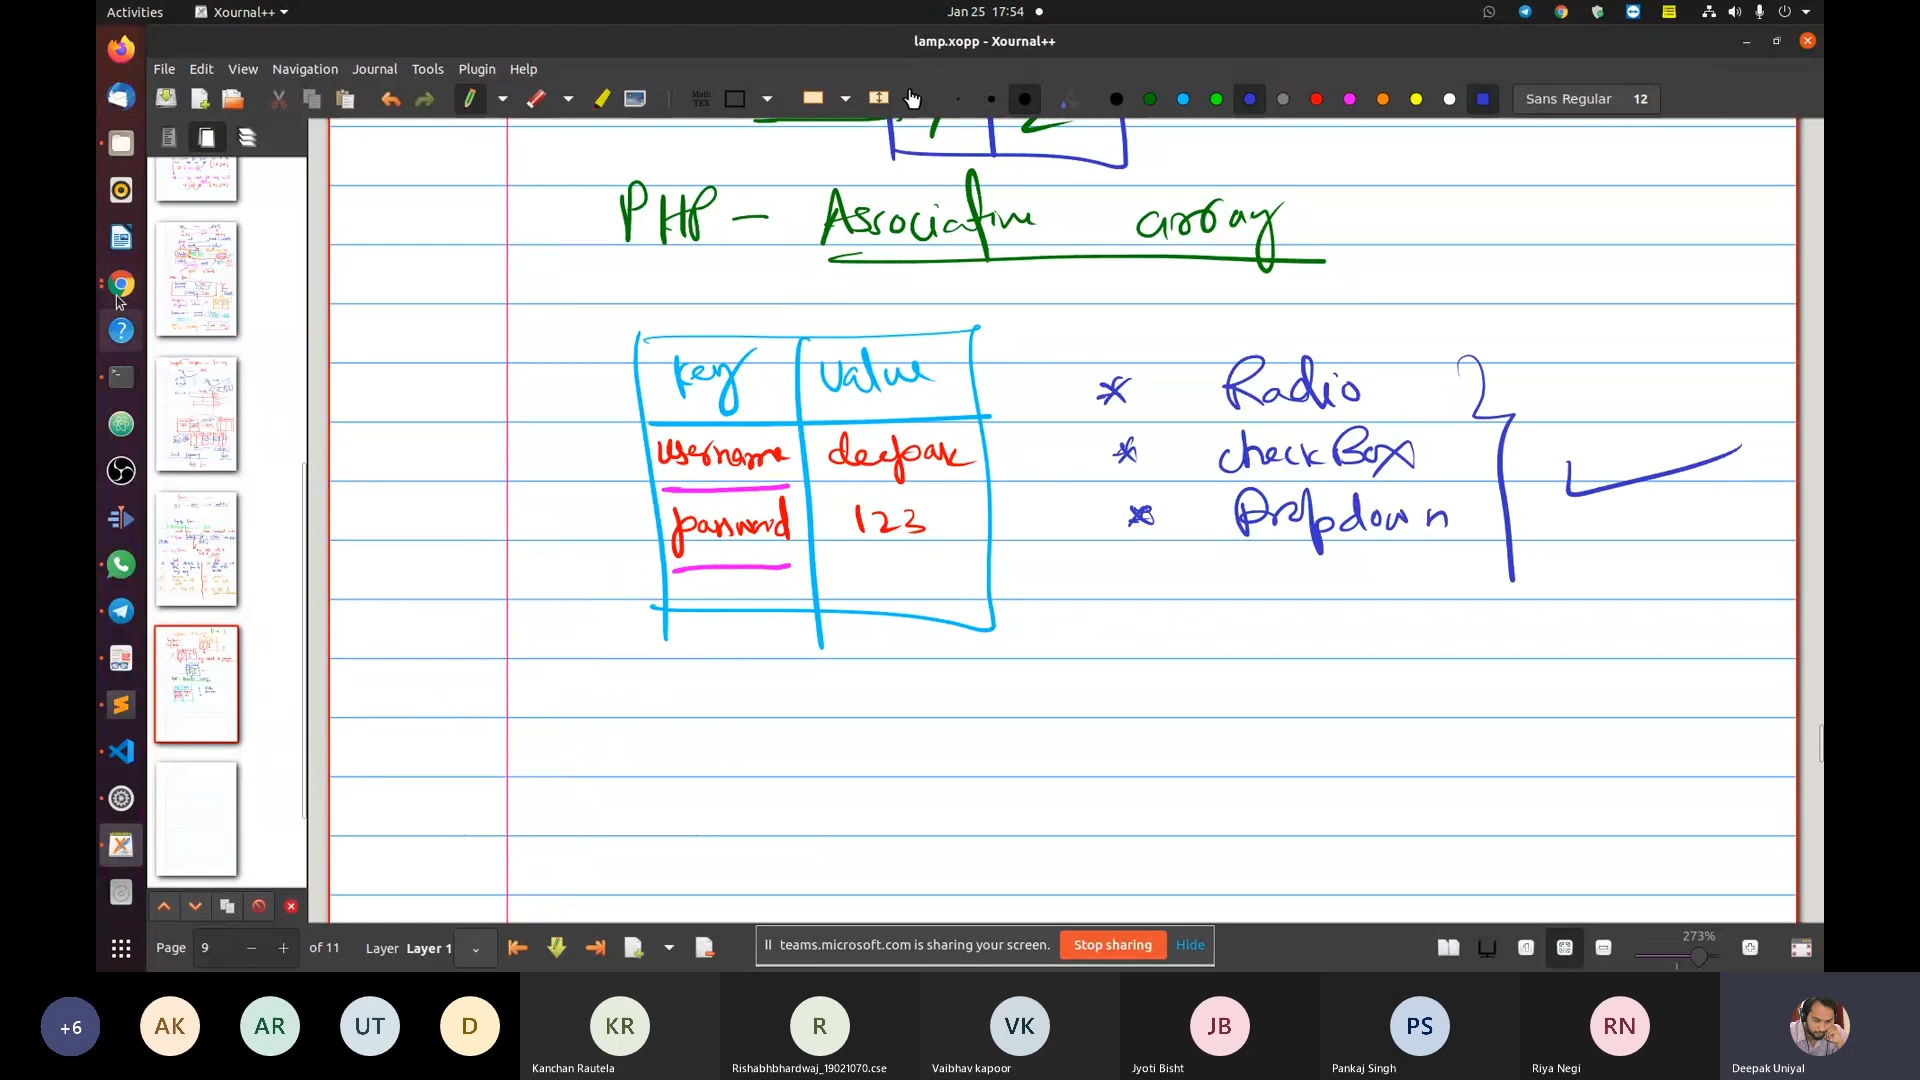 Activities
Xournal++
Jan 25 17:54
lamp.xopp - Xournal++
File Edit View Navigation Journal Tools Plugin Help
Math TEX
Sans Regular 12
PHP - Associative array
key value
username deepak
password 123
* Radio
* checkBox
* Dropdown
Page 9 of 11 Layer Layer 1
teams.microsoft.com is sharing your screen. Stop sharing Hide
273%
+6 AK AR UT D KR R VK JB PS RN
Kanchan Rautela
Rishabhbhardwaj_19021070.cse
Vaibhav kapoor
Jyoti Bisht
Pankaj Singh
Riya Negi
Deepak Uniyal